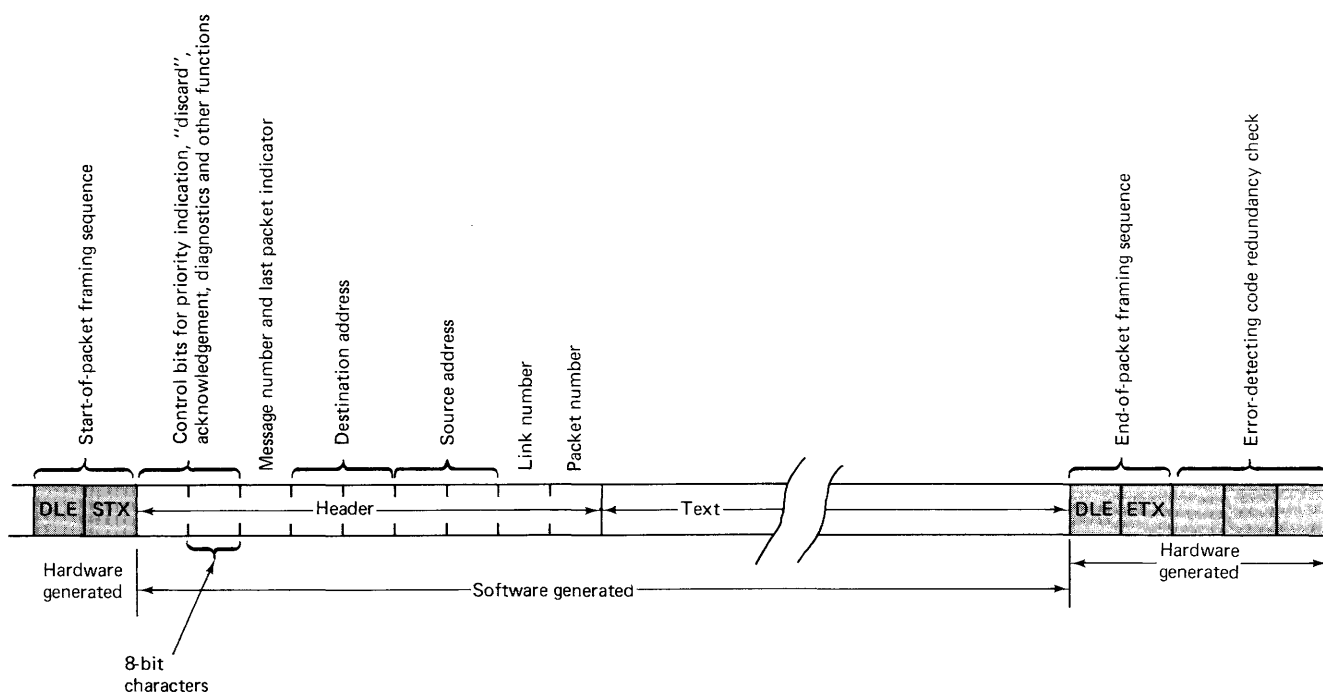 Start-of-packet framing sequence
Control bits for priority indication, "discard",
acknowledgement, diagnostics and other functions
Message number and last packet indicator
Destination address
Source address
Link number
Packet number
End-of-packet framing sequence
Error-detecting code redundancy check
DLE STX Header Text DLE ETX
Hardware
generated
Software generated
Hardware
generated
8-bit
characters